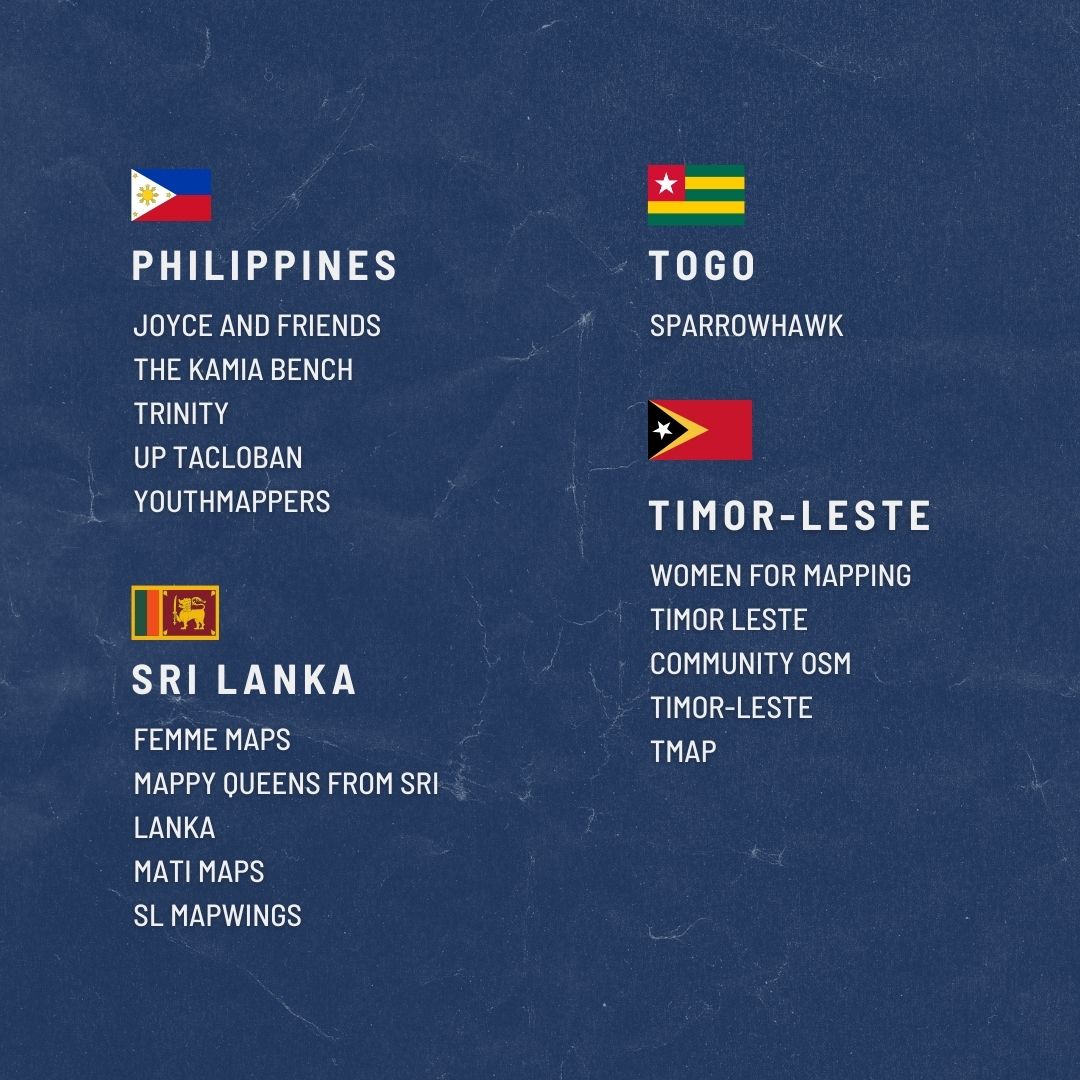 PHILIPPINES
JOYCE AND FRIENDS
THE KAMIA BENCH
TRINITY
UP TACLOBAN
YOUTHMAPPERS
SRI LANKA
FEMME MAPS
MAPPY QUEENS FROM SRI
LANKA
MATI MAPS
SL MAPWINGS
TOGO
SPARROWHAWK
TIMOR-LESTE
WOMEN FOR MAPPING
TIMOR LESTE
COMMUNITY OSM
TIMOR-LESTE
TMAP